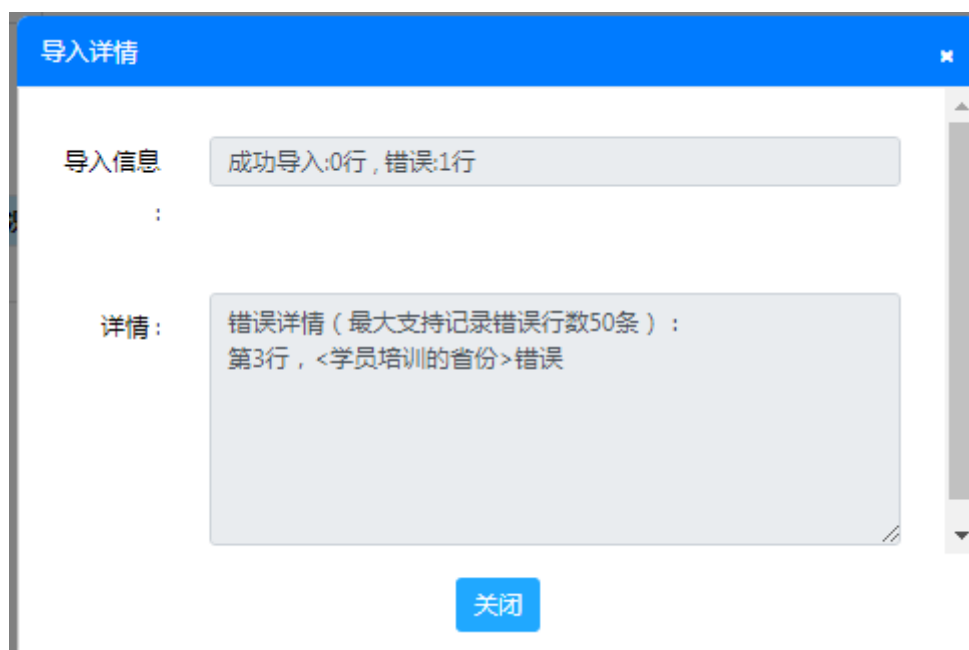 导入详情
导入信息
:
成功导入:0行 , 错误:1行
详情 :
错误详情 ( 最大支持记录错误行数50条 ) :
第3行 , <学员培训的省份>错误
关闭